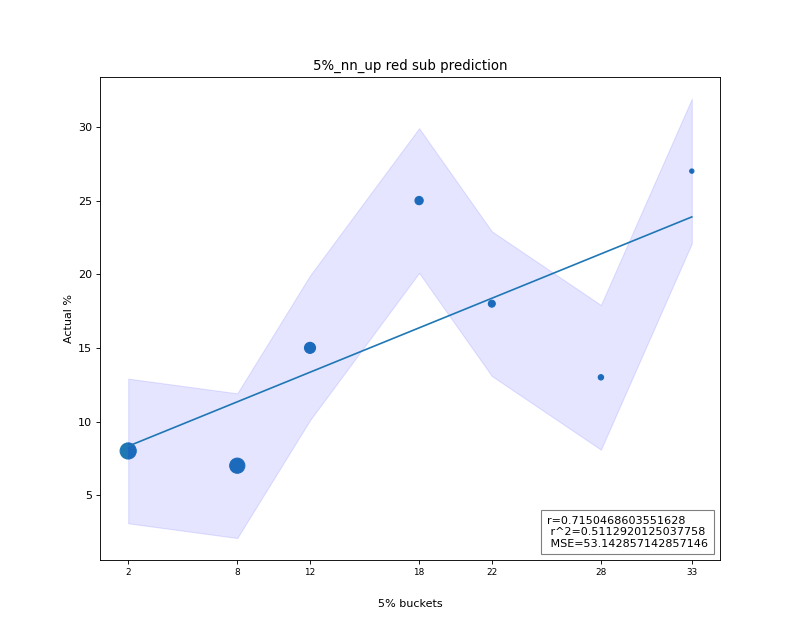 5%_nn_up red sub prediction
Actual %
30
25
20
15
10
5
r=0.7150468603551628
r^2=0.5112920125037758
MSE=53.142857142857146
2 8 12 18 22 28 33
5% buckets